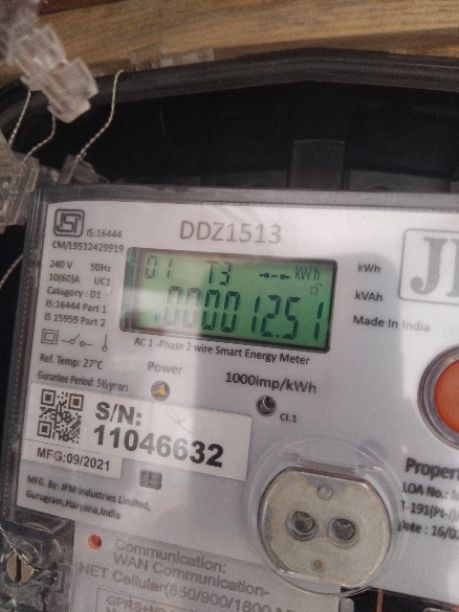 IS:16444
CM/L9512429919
DDZ1513
240 V 50Hz
10(60)A UC1
Category : D1
IS:16444 Part 1
IS 15959 Part 2
01 T3 kWh
.00001251
kWh
kVAh
Made In India
AC 1 -Phase 2 wire Smart Energy Meter
Ref. Temp: 27°C
Gurantee Period: 5½years
Power
1000imp/kWh
Cl.1
S/N:
11046632
MFG:09/2021
MFG. By: JPM Industries Limited,
Gurugram,Haryana,India
LOA No.:
Communication:
WAN Communication-
NET Cellular(850/900/1800